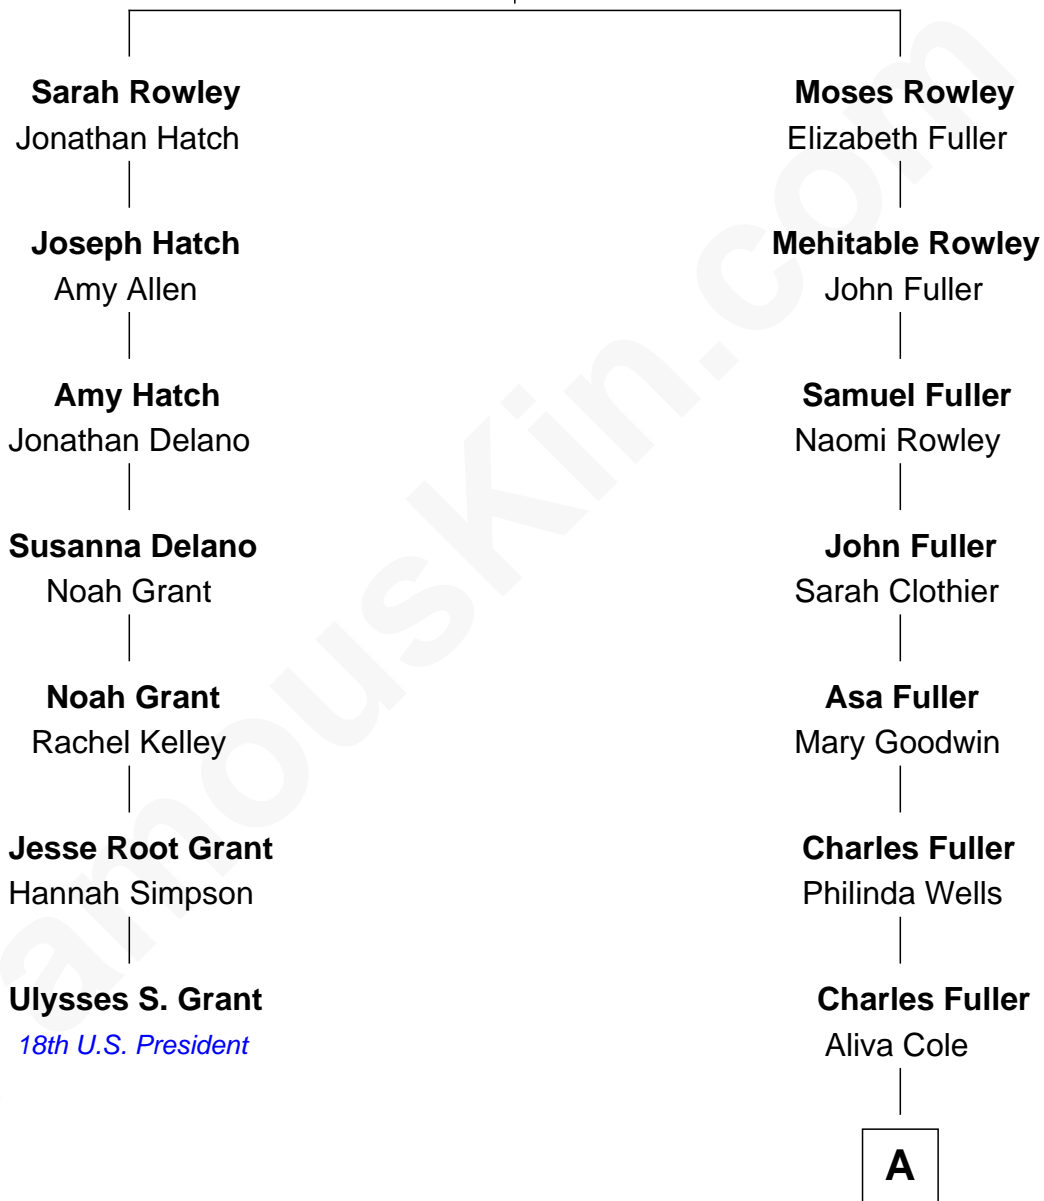 Sarah Rowley
Jonathan Hatch
Joseph Hatch
Amy Allen
Amy Hatch
Jonathan Delano
Susanna Delano
Noah Grant
Noah Grant
Rachel Kelley
Jesse Root Grant
Hannah Simpson
Ulysses S. Grant
18th U.S. President
Moses Rowley
Elizabeth Fuller
Mehitable Rowley
John Fuller
Samuel Fuller
Naomi Rowley
John Fuller
Sarah Clothier
Asa Fuller
Mary Goodwin
Charles Fuller
Philinda Wells
Charles Fuller
Aliva Cole
A
amouskin.com